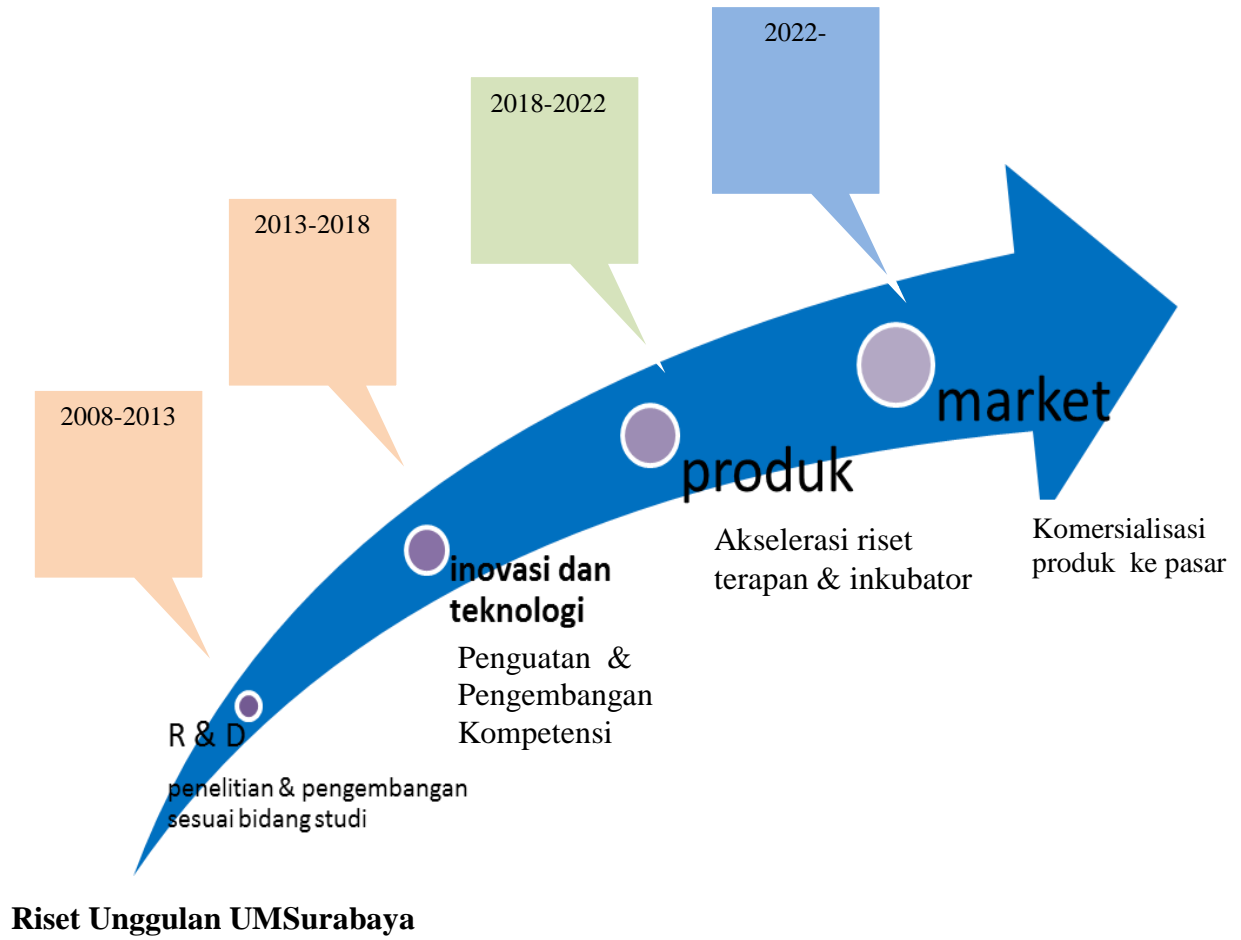 2022-
2018-2022
2013-2018
2008-2013
market
produk
Akselerasi riset
terapan & inkubator
Komersialisasi
produk ke pasar
inovasi dan
teknologi
Penguatan &
Pengembangan
Kompetensi
R & D
penelitian & pengembangan
sesuai bidang studi
Riset Unggulan UMSurabaya